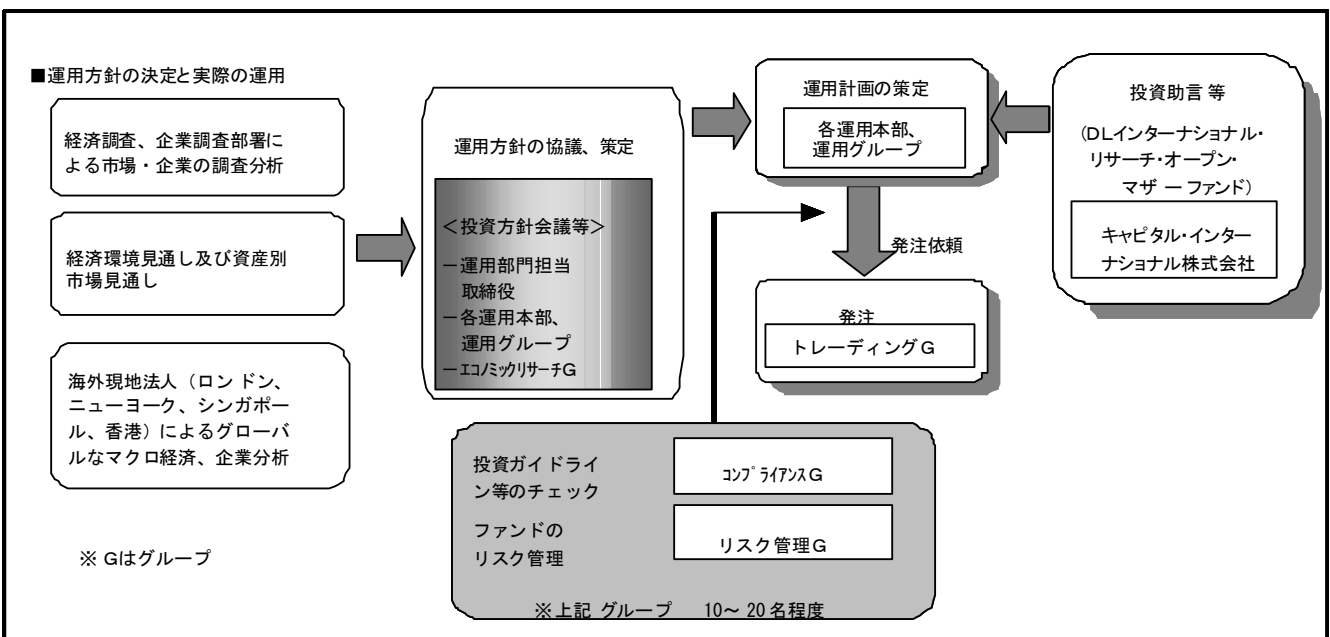 ■運用方針の決定と実際の運用
経済調査、企業調査部署に
よる市場・企業の調査分析
経済環境見通し及び資産別
市場見通し
海外現地法人（ロンドン、
ニューヨーク、シンガポー
ル、香港）によるグローバ
ルなマクロ経済、企業分析
※ Gはグループ
運用方針の協議、策定
＜投資方針会議等＞
－運用部門担当
取締役
－各運用本部、
運用グループ
－ｴｺﾉﾐｯｸﾘｻｰﾁG
運用計画の策定
各運用本部、
運用グループ
発注依頼
発注
トレーディングＧ
投資助言 等
（DLインターナショナル・
リサーチ・オープン・
マザーファンド）
キャピタル・インター
ナショナル株式会社
投資ガイドライ
ン等のチェック
ｺﾝﾌﾟﾗｲｱﾝｽＧ
ファンドの
リスク管理
リスク管理Ｇ
※上記 グループ　10～ 20名程度